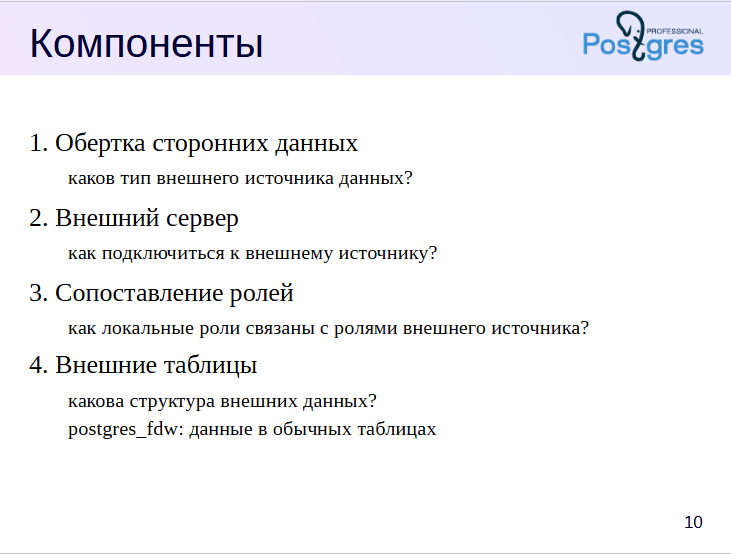 Компоненты
PROFESSIONAL
Postgres
1. Обертка сторонних данных
каков тип внешнего источника данных?
2. Внешний сервер
как подключиться к внешнему источнику?
3. Сопоставление ролей
как локальные роли связаны с ролями внешнего источника?
4. Внешние таблицы
какова структура внешних данных?
postgres_fdw: данные в обычных таблицах
10